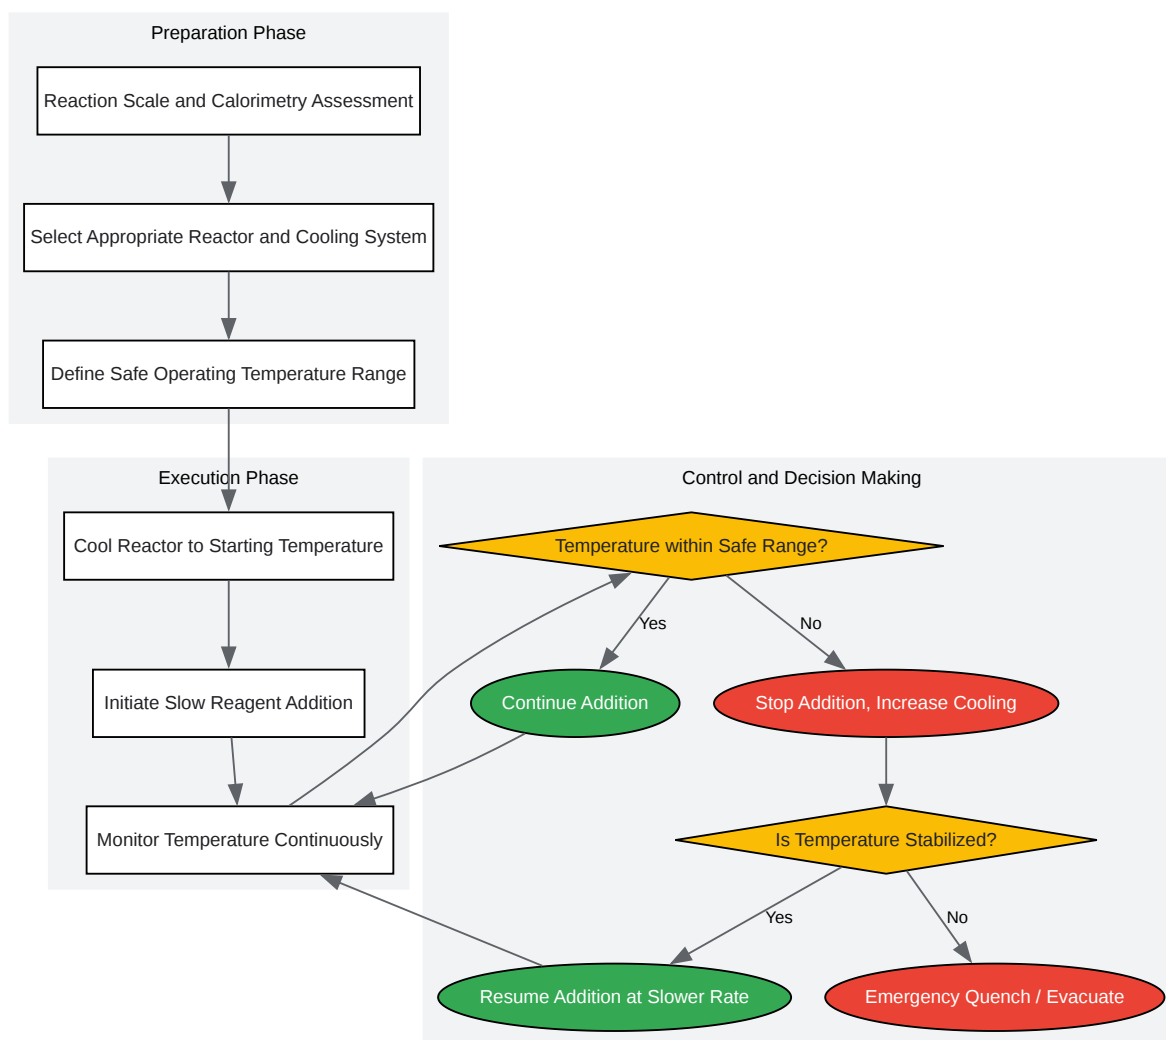 Preparation Phase
Reaction Scale and Calorimetry Assessment
Select Appropriate Reactor and Cooling System
Define Safe Operating Temperature Range
Execution Phase
Cool Reactor to Starting Temperature
Initiate Slow Reagent Addition
Monitor Temperature Continuously
Control and Decision Making
Temperature within Safe Range?
Yes
No
Continue Addition
Stop Addition, Increase Cooling
Is Temperature Stabilized?
Yes
No
Resume Addition at Slower Rate
Emergency Quench / Evacuate